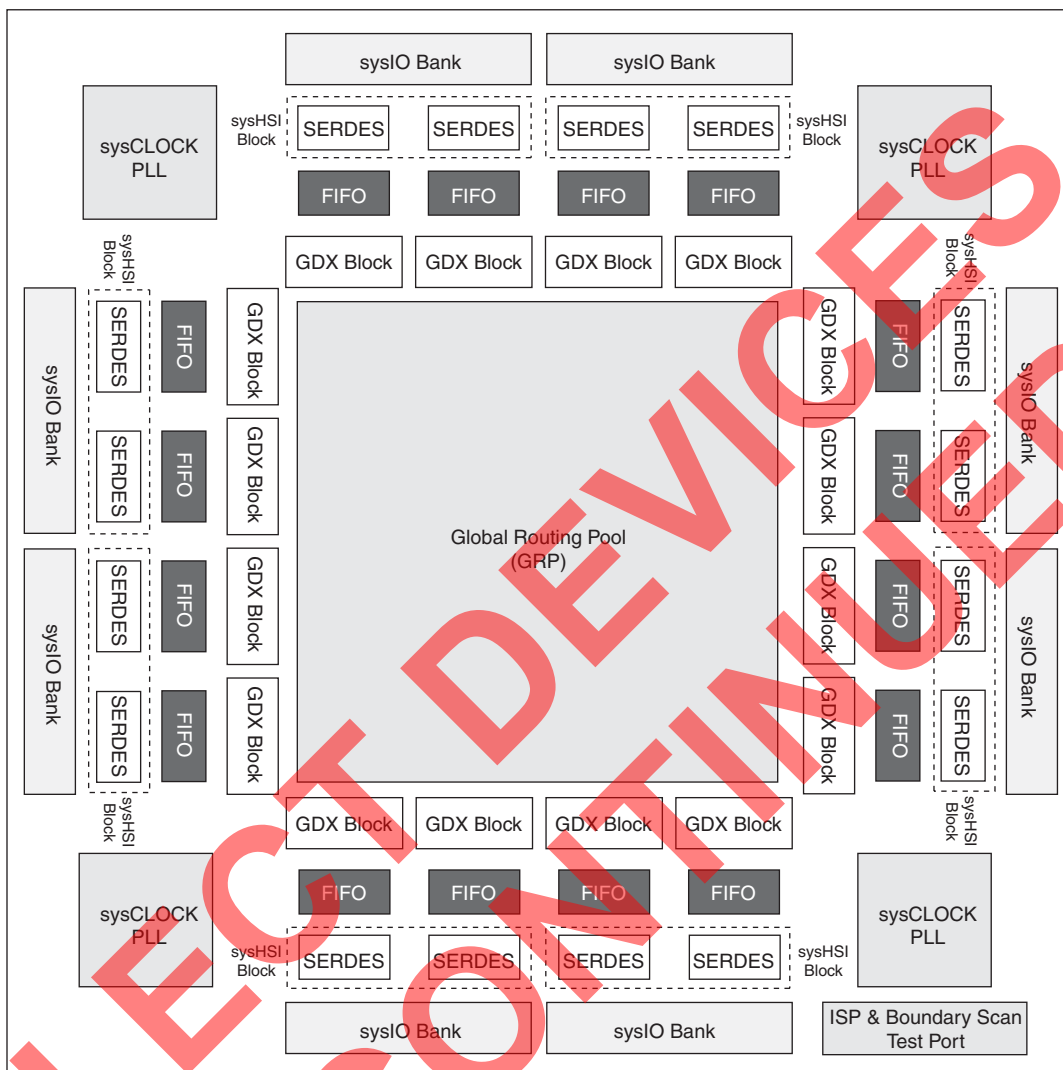 sysIO Bank
sysIO Bank
sysCLOCK
PLL
sysHSI
Block
SERDES
SERDES
SERDES
SERDES
sysHSI
Block
sysCLOCK
PLL
FIFO
FIFO
FIFO
FIFO
sysHSI
Block
GDX Block
GDX Block
GDX Block
GDX Block
sysHSI
Block
sysIO Bank
SERDES
FIFO
GDX Block
GDX Block
FIFO
SERDES
sysIO Bank
SERDES
FIFO
GDX Block
GDX Block
FIFO
SERDES
Global Routing Pool
(GRP)
sysIO Bank
SERDES
FIFO
GDX Block
GDX Block
FIFO
SERDES
sysIO Bank
SERDES
FIFO
GDX Block
GDX Block
FIFO
SERDES
sysHSI
Block
GDX Block
GDX Block
GDX Block
GDX Block
sysHSI
Block
sysCLOCK
PLL
FIFO
FIFO
FIFO
FIFO
sysCLOCK
PLL
sysHSI
Block
SERDES
SERDES
SERDES
SERDES
sysHSI
Block
sysIO Bank
sysIO Bank
ISP & Boundary Scan
Test Port
ECT DEVICES
CONTINUED